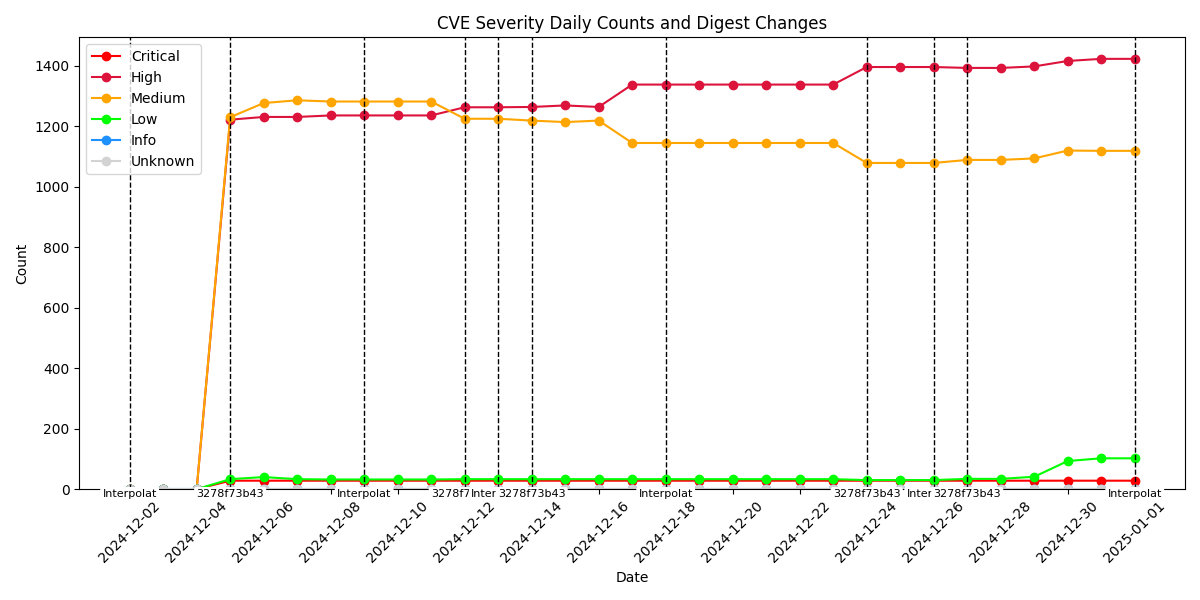 CVE Severity Daily Counts and Digest Changes
Critical
High
Medium
Low
Info
Unknown
1400
1200
1000
800
600
400
200
0
Count
Interpolat
3278f73b43
Interpolat
3278f7
Inter
3278f73b43
Interpolat
3278f73b43
Inter
3278f73b43
Interpolat
2024-12-02
2024-12-04
2024-12-06
2024-12-08
2024-12-10
2024-12-12
2024-12-14
2024-12-16
2024-12-18
2024-12-20
2024-12-22
2024-12-24
2024-12-26
2024-12-28
2024-12-30
2025-01-01
Date